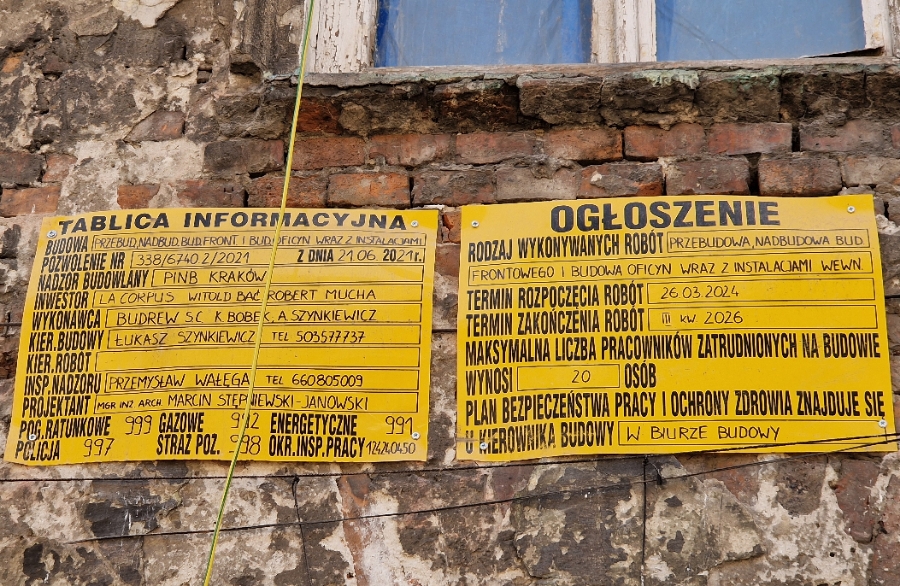 TABLICA INFORMACYJNA
BUDOWA PRZEBUD, NADBUD. BUD FRONT I BUD OFICYN WRAZ Z INSTALACJAMI
POZWOLENIE NR 338/6740.2/2021 Z DNIA 21.06 2021r.
NADZÓR BUDOWLANY PINB KRAKÓW
INWESTOR LA CORPUS WITOLD BAĆ ROBERT MUCHA
WYKONAWCA BUDREW S.C. K.BOBEK, A.SZYNKIEWICZ
KIER.BUDOWY ŁUKASZ SZYNKIEWICZ TEL 503577737
KIER.ROBÓT
INSP.NADZORU PRZEMYSŁAW WAŁĘGA TEL 660805009
PROJEKTANT MGR INŻ ARCH. MARCIN STĘPNIEWSKI-JANOWSKI
POG.RATUNKOWE 999 GAZOWE 992 ENERGETYCZNE 991
POLICJA 997 STRAŻ POŻ. 998 OKR.INSP.PRACY 124240450
OGŁOSZENIE
RODZAJ WYKONYWANYCH ROBÓT PRZEBUDOWA, NADBUDOWA BUD.
FRONTOWEGO I BUDOWA OFICYN WRAZ Z INSTALACJAMI WEWN.
TERMIN ROZPOCZĘCIA ROBÓT 26.03.2024
TERMIN ZAKOŃCZENIA ROBÓT III KW. 2026
MAKSYMALNA LICZBA PRACOWNIKÓW ZATRUDNIONYCH NA BUDOWIE
WYNOSI 20 OSÓB
PLAN BEZPIECZEŃSTWA PRACY I OCHRONY ZDROWIA ZNAJDUJE SIĘ
U KIEROWNIKA BUDOWY W BIURZE BUDOWY